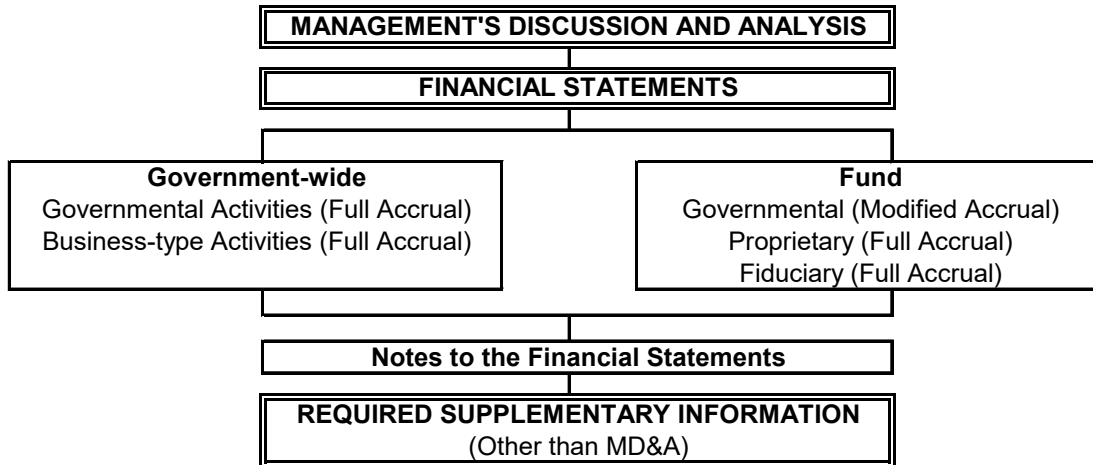 MANAGEMENT'S DISCUSSION AND ANALYSIS
FINANCIAL STATEMENTS
Government-wide
Governmental Activities (Full Accrual)
Business-type Activities (Full Accrual)
Fund
Governmental (Modified Accrual)
Proprietary (Full Accrual)
Fiduciary (Full Accrual)
Notes to the Financial Statements
REQUIRED SUPPLEMENTARY INFORMATION
(Other than MD&A)